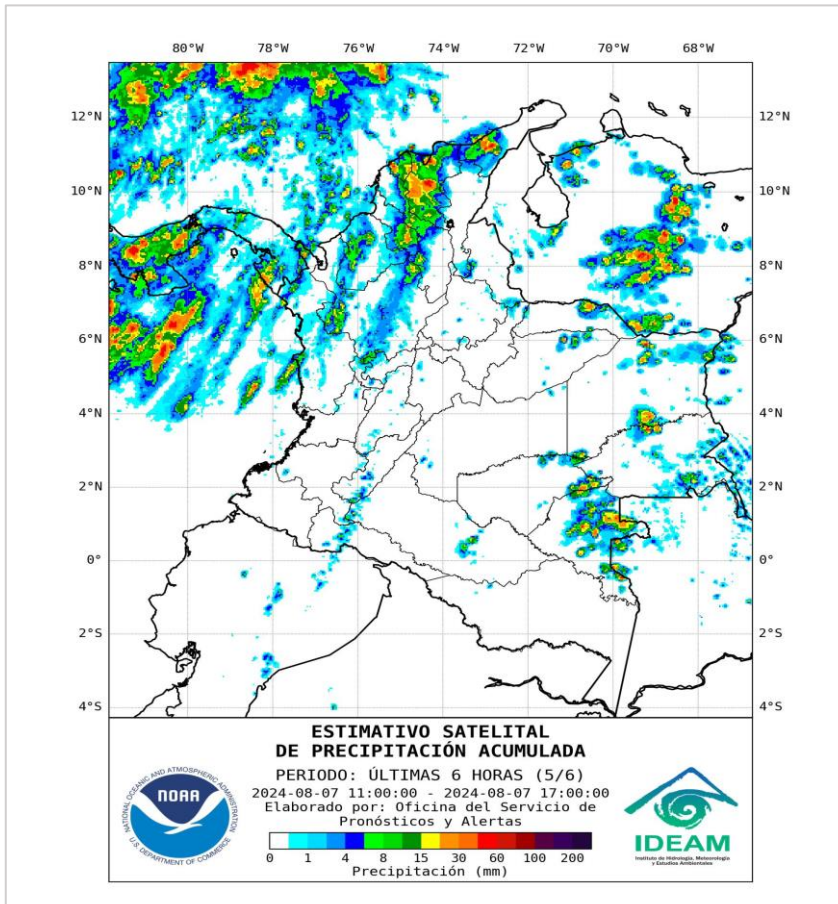 80°W 78°W 76°W 74°W 72°W 70°W 68°W
12°N 12°N
10°N 10°N
8°N 8°N
6°N 6°N
4°N 4°N
2°N 2°N
0° 0°
2°S 2°S
4°S 4°S
ESTIMATIVO SATELITAL
DE PRECIPITACIÓN ACUMULADA
PERIODO: ÚLTIMAS 6 HORAS (5/6)
2024-08-07 11:00:00 - 2024-08-07 17:00:00
Elaborado por: Oficina del Servicio de
Pronósticos y Alertas
0 1 4 8 15 30 60 100 200
Precipitación (mm)
NATIONAL OCEANIC AND ATMOSPHERIC ADMINISTRATION
NOAA
U.S. DEPARTMENT OF COMMERCE
IDEAM
Instituto de Hidrología, Meteorología
y Estudios Ambientales